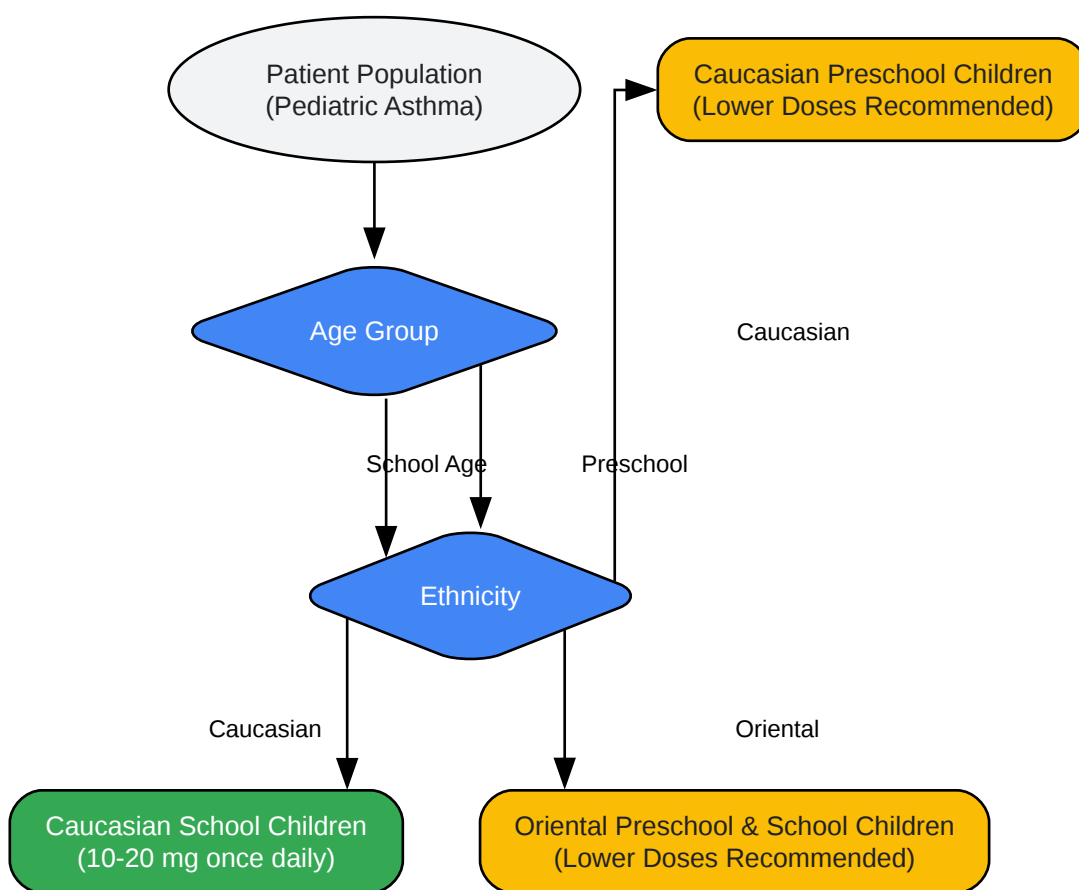 Patient Population
(Pediatric Asthma)
Caucasian Preschool Children
(Lower Doses Recommended)
Age Group
Caucasian
School Age
Preschool
Ethnicity
Caucasian
Oriental
Caucasian School Children
(10-20 mg once daily)
Oriental Preschool & School Children
(Lower Doses Recommended)